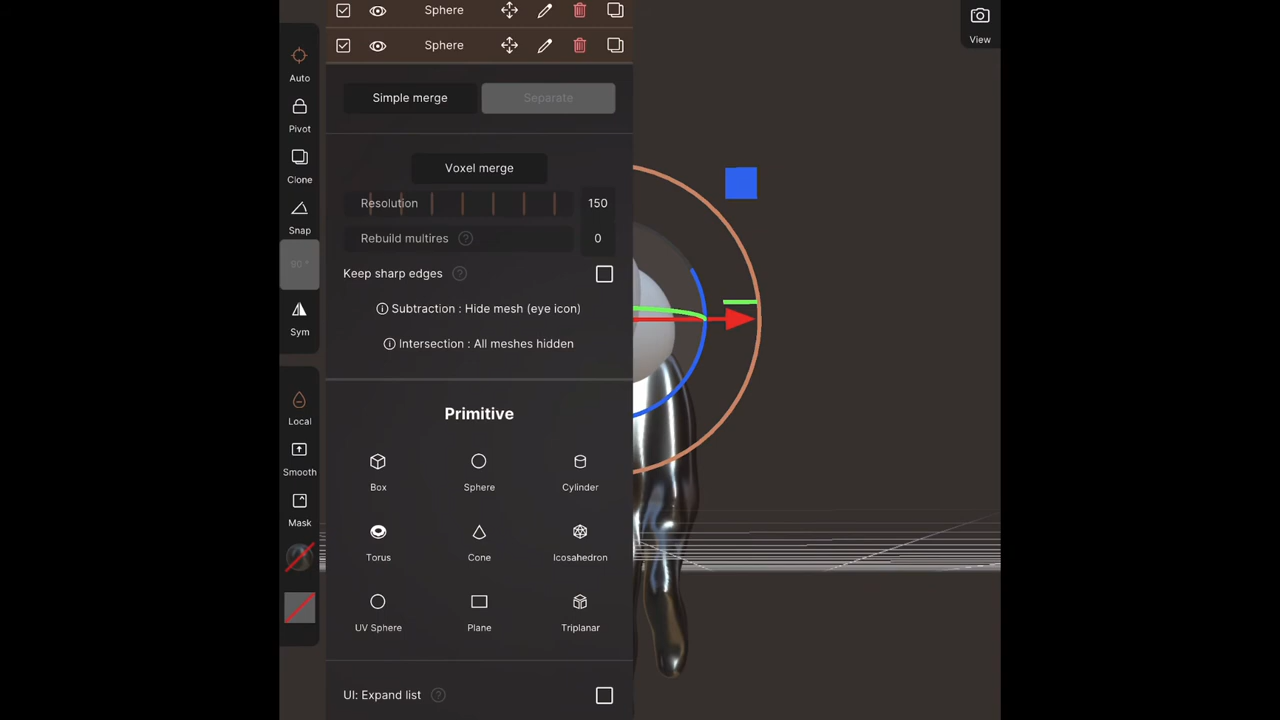 Sphere
Sphere
View
Auto
Pivot
Clone
Snap
90 °
Sym
Local
Smooth
Mask
Simple merge
Separate
Voxel merge
Resolution 150
Rebuild multires ? 0
Keep sharp edges ?
Subtraction : Hide mesh (eye icon)
Intersection : All meshes hidden
Primitive
Box Sphere Cylinder
Torus Cone Icosahedron
UV Sphere Plane Triplanar
UI: Expand list ?